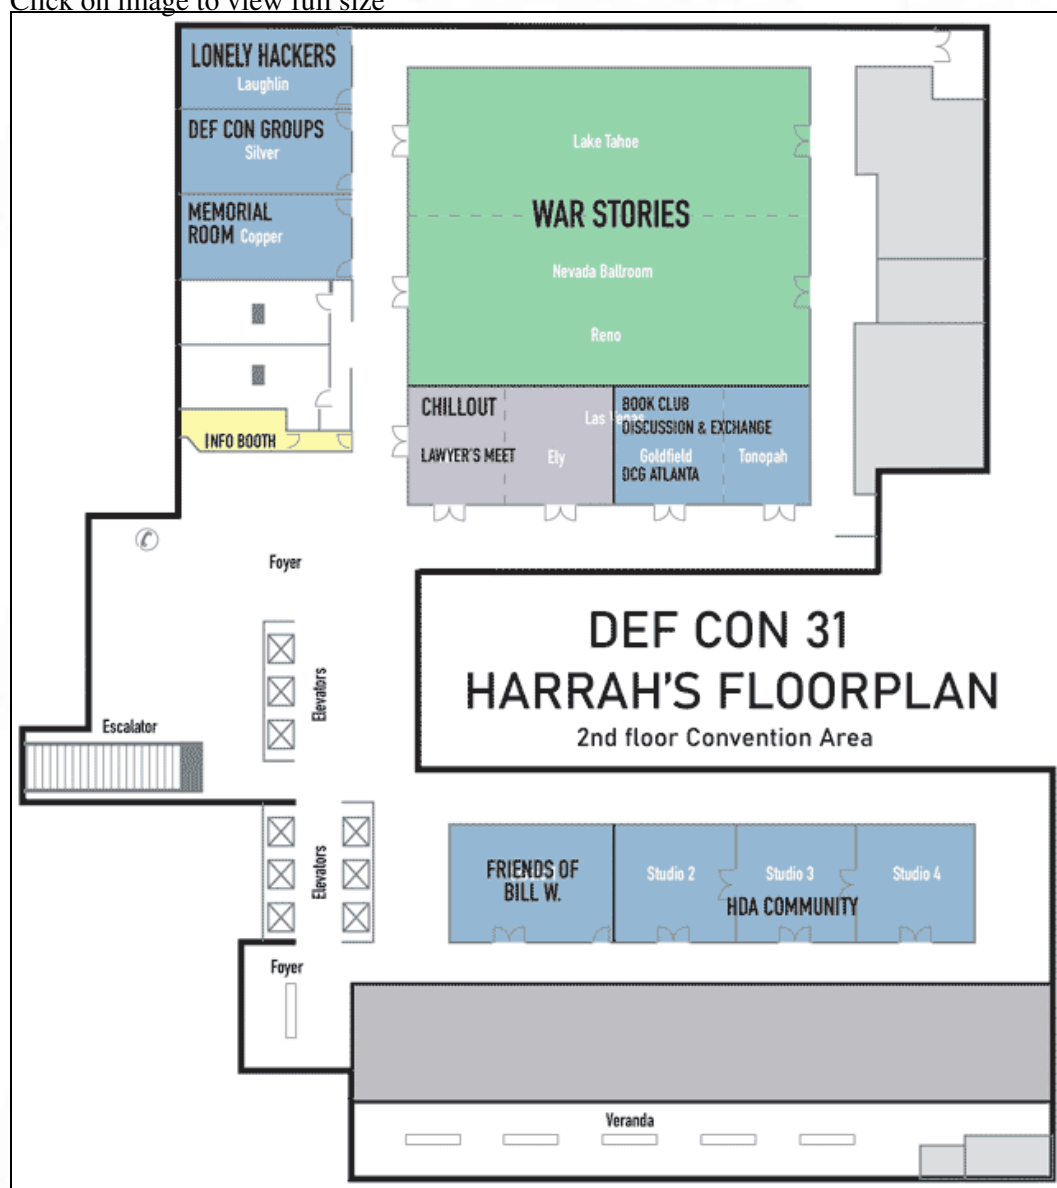 Click on image to view full size
LONELY HACKERS
Laughlin
DEF CON GROUPS
Silver
MEMORIAL
ROOM Copper
INFO BOOTH
Lake Tahoe
WAR STORIES
Nevada Ballroom
Reno
CHILLOUT
LAWYER'S MEET
Ely
Las Vegas
BOOK CLUB
DISCUSSION & EXCHANGE
Goldfield
Tonopah
DCG ATLANTA
Foyer
DEF CON 31
HARRAH'S FLOORPLAN
2nd floor Convention Area
Elevators
Escalator
Elevators
FRIENDS OF
BILL W.
Studio 2
Studio 3
Studio 4
HDA COMMUNITY
Foyer
Veranda